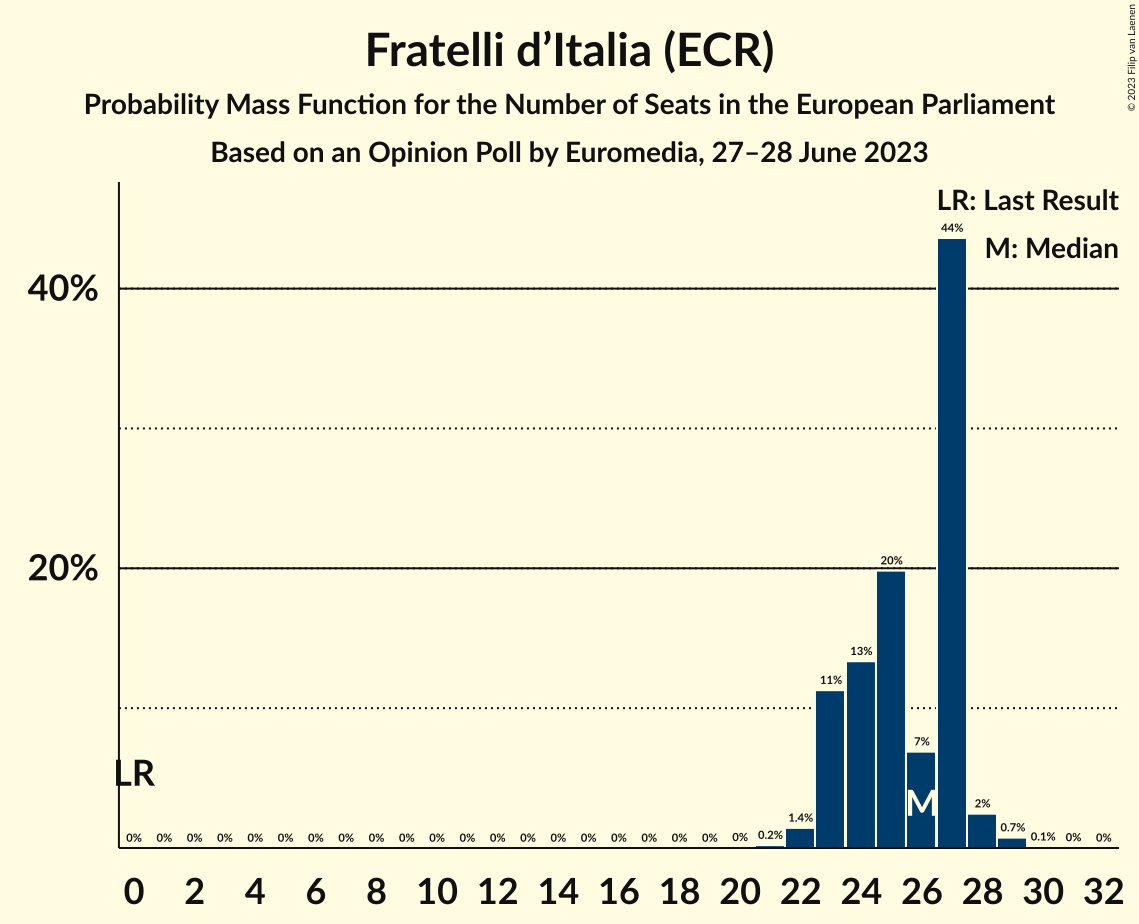 Fratelli d’Italia (ECR)
Probability Mass Function for the Number of Seats in the European Parliament
Based on an Opinion Poll by Euromedia, 27–28 June 2023
© 2023 Filip van Laenen
LR: Last Result
M: Median
44%
40%
20%
20%
13%
11%
7%
LR
M
0% 0% 0% 0% 0% 0% 0% 0% 0% 0% 0% 0% 0% 0% 0% 0% 0% 0% 0% 0% 0% 0.2% 1.4% 2% 0.7% 0.1% 0% 0%
0 2 4 6 8 10 12 14 16 18 20 22 24 26 28 30 32